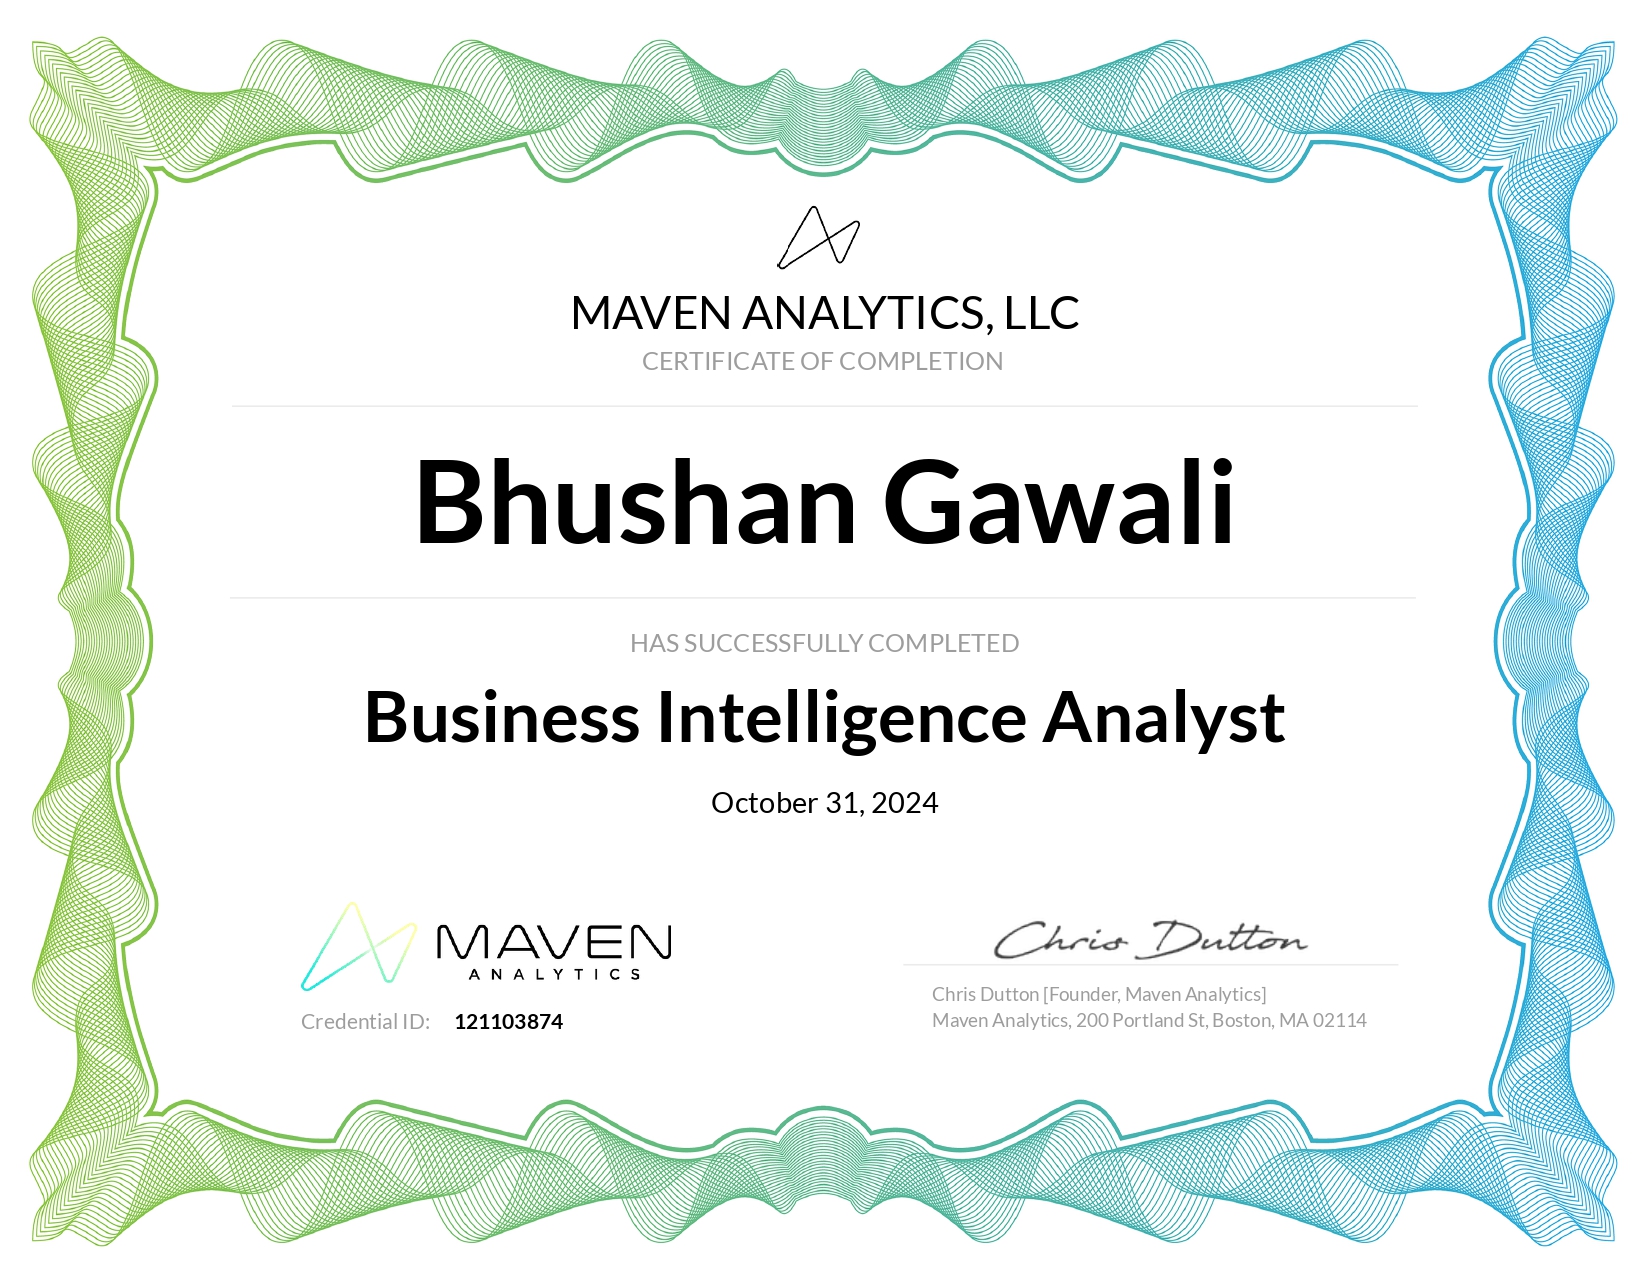 MAVEN ANALYTICS, LLC
CERTIFICATE OF COMPLETION
Bhushan Gawali
HAS SUCCESSFULLY COMPLETED
Business Intelligence Analyst
October 31, 2024
MAVEN
ANALYTICS
Credential ID: 121103874
Chris Dutton
Chris Dutton [Founder, Maven Analytics]
Maven Analytics, 200 Portland St, Boston, MA 02114